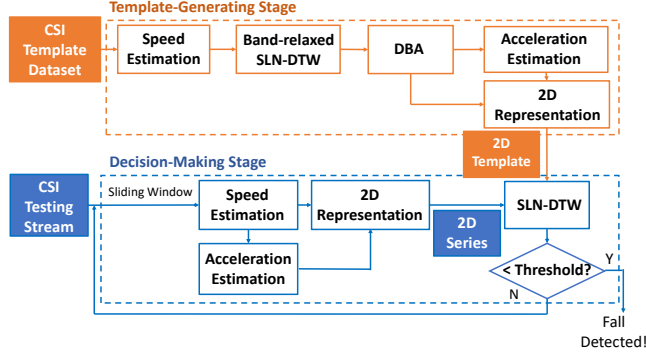 Template-Generating Stage
CSI
Template
Dataset
Speed
Estimation
Band-relaxed
SLN-DTW
DBA
Acceleration
Estimation
2D
Representation
2D
Template
Decision-Making Stage
CSI
Testing
Stream
Sliding Window
Speed
Estimation
2D
Representation
SLN-DTW
2D
Series
Acceleration
Estimation
< Threshold?
Y
N
Fall
Detected!